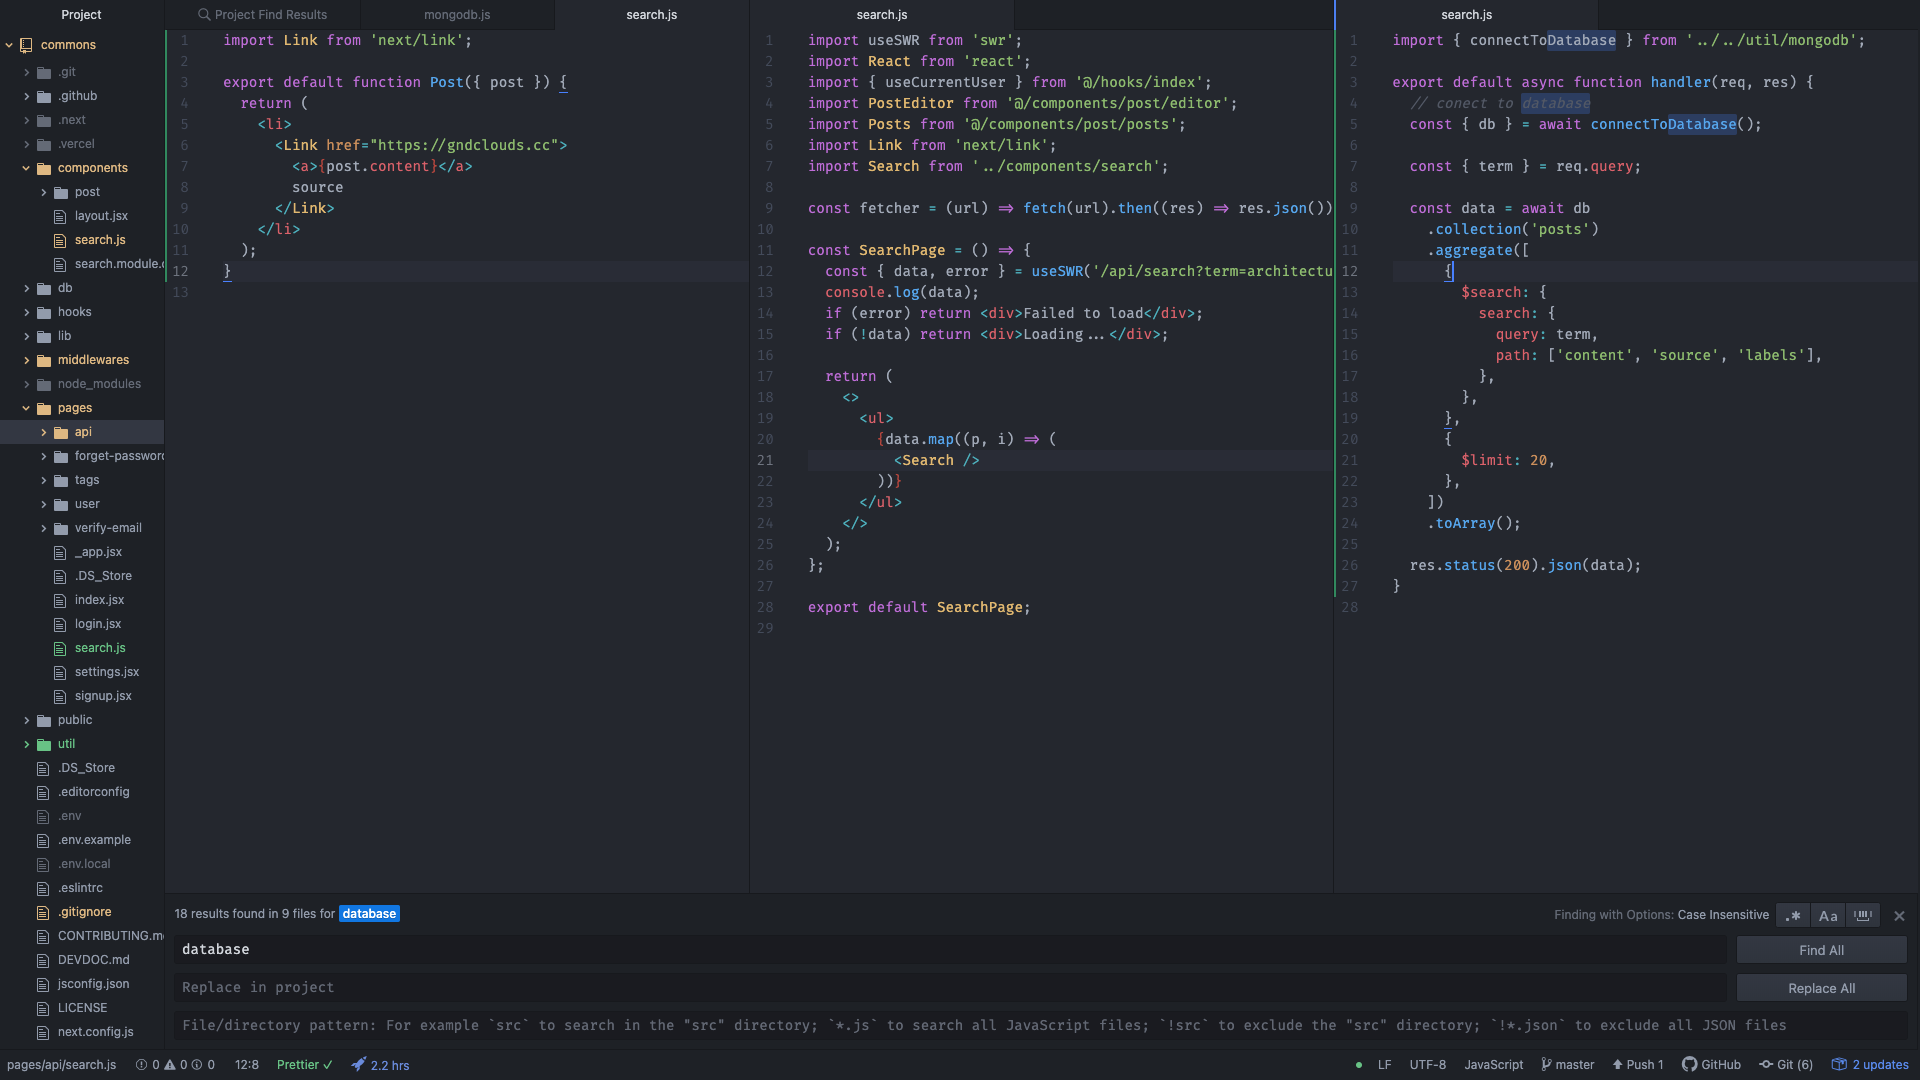 Project
commons
.git
.github
.next
.vercel
components
post
layout.jsx
search.js
search.module.c
db
hooks
lib
middlewares
node_modules
pages
api
forget-password
tags
user
verify-email
_app.jsx
.DS_Store
index.jsx
login.jsx
search.js
settings.jsx
signup.jsx
public
util
.DS_Store
.editorconfig
.env
.env.example
.env.local
.eslintrc
.gitignore
CONTRIBUTING.md
DEVDOC.md
jsconfig.json
LICENSE
next.config.js
Project Find Results
mongodb.js
search.js
1 import Link from 'next/link';
2
3 export default function Post({ post }) {
4 return (
5 <li>
6 <Link href="https://gndclouds.cc">
7 <a>{post.content}</a>
8 source
9 </Link>
10 </li>
11 );
12 }
13
search.js
1 import useSWR from 'swr';
2 import React from 'react';
3 import { useCurrentUser } from '@/hooks/index';
4 import PostEditor from '@/components/post/editor';
5 import Posts from '@/components/post/posts';
6 import Link from 'next/link';
7 import Search from '../components/search';
8
9 const fetcher = (url) => fetch(url).then((res) => res.json())
10
11 const SearchPage = () => {
12 const { data, error } = useSWR('/api/search?term=architectu
13 console.log(data);
14 if (error) return <div>Failed to load</div>;
15 if (!data) return <div>Loading...</div>;
16
17 return (
18 <>
19 <ul>
20 {data.map((p, i) => (
21 <Search />
22 ))}
23 </ul>
24 </>
25 );
26 };
27
28 export default SearchPage;
29
search.js
1 import { connectToDatabase } from '../../util/mongodb';
2
3 export default async function handler(req, res) {
4 // conect to database
5 const { db } = await connectToDatabase();
6
7 const { term } = req.query;
8
9 const data = await db
10 .collection('posts')
11 .aggregate([
12 {
13 $search: {
14 search: {
15 query: term,
16 path: ['content', 'source', 'labels'],
17 },
18 },
19 },
20 {
21 $limit: 20,
22 },
23 ])
24 .toArray();
25
26 res.status(200).json(data);
27 }
28
18 results found in 9 files for database
Finding with Options: Case Insensitive .* Aa
database
Find All
Replace in project
Replace All
File/directory pattern: For example `src` to search in the "src" directory; `*.js` to search all JavaScript files; `!src` to exclude the "src" directory; `!*.json` to exclude all JSON files
pages/api/search.js 0 0 0 12:8 Prettier ✓ 2.2 hrs
LF UTF-8 JavaScript master Push 1 GitHub Git (6) 2 updates